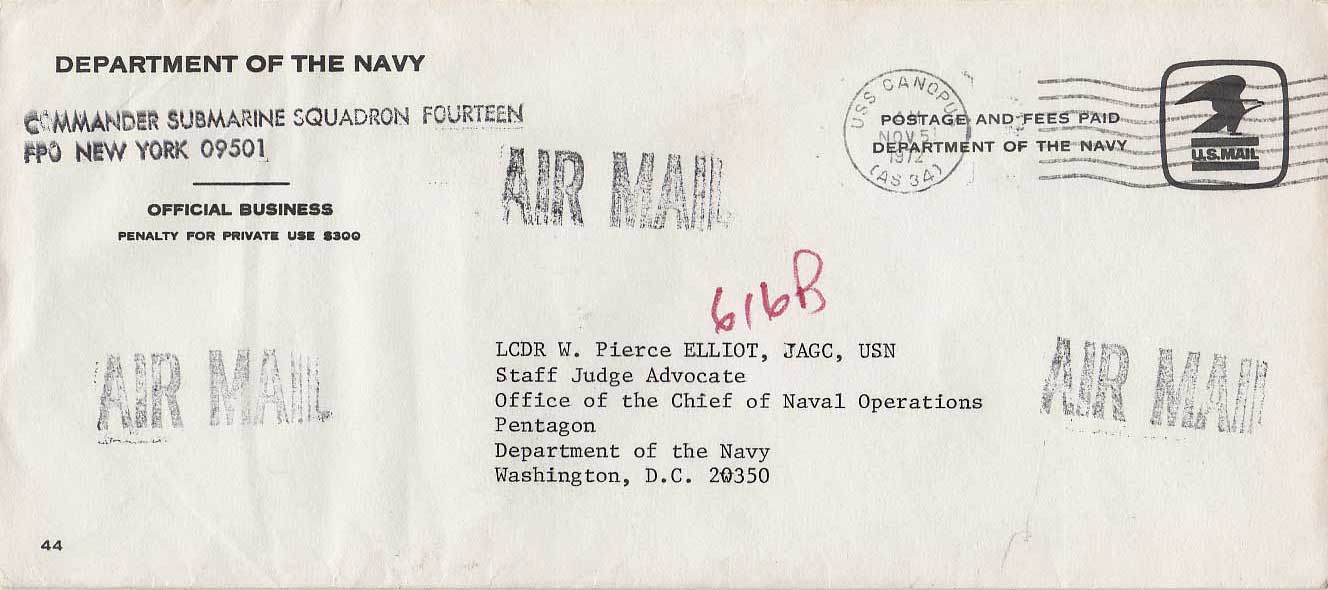 DEPARTMENT OF THE NAVY
COMMANDER SUBMARINE SQUADRON FOURTEEN
FPO NEW YORK 09501
OFFICIAL BUSINESS
PENALTY FOR PRIVATE USE $300
USS CANOPUS
NOV 5
1972
(AS 34)
POSTAGE AND FEES PAID
DEPARTMENT OF THE NAVY
U.S.MAIL
AIR MAIL
616B
AIR MAIL
LCDR W. Pierce ELLIOT, JAGC, USN
Staff Judge Advocate
Office of the Chief of Naval Operations
Pentagon
Department of the Navy
Washington, D.C. 20350
AIR MAIL
44